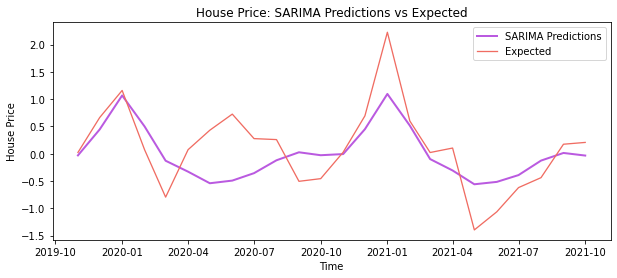 House Price: SARIMA Predictions vs Expected
SARIMA Predictions
Expected
House Price
2.0
1.5
1.0
0.5
0.0
−0.5
−1.0
−1.5
2019-10 2020-01 2020-04 2020-07 2020-10 2021-01 2021-04 2021-07 2021-10
Time